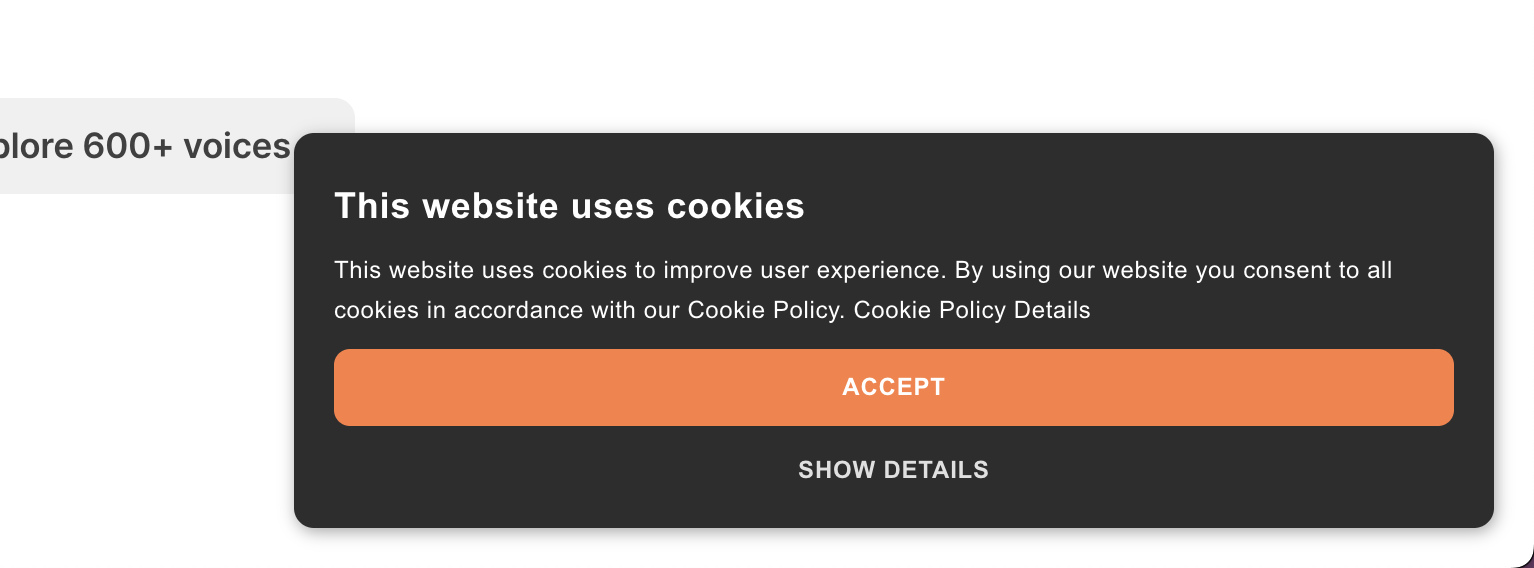 plore 600+ voices
This website uses cookies
This website uses cookies to improve user experience. By using our website you consent to all
cookies in accordance with our Cookie Policy. Cookie Policy Details
ACCEPT
SHOW DETAILS